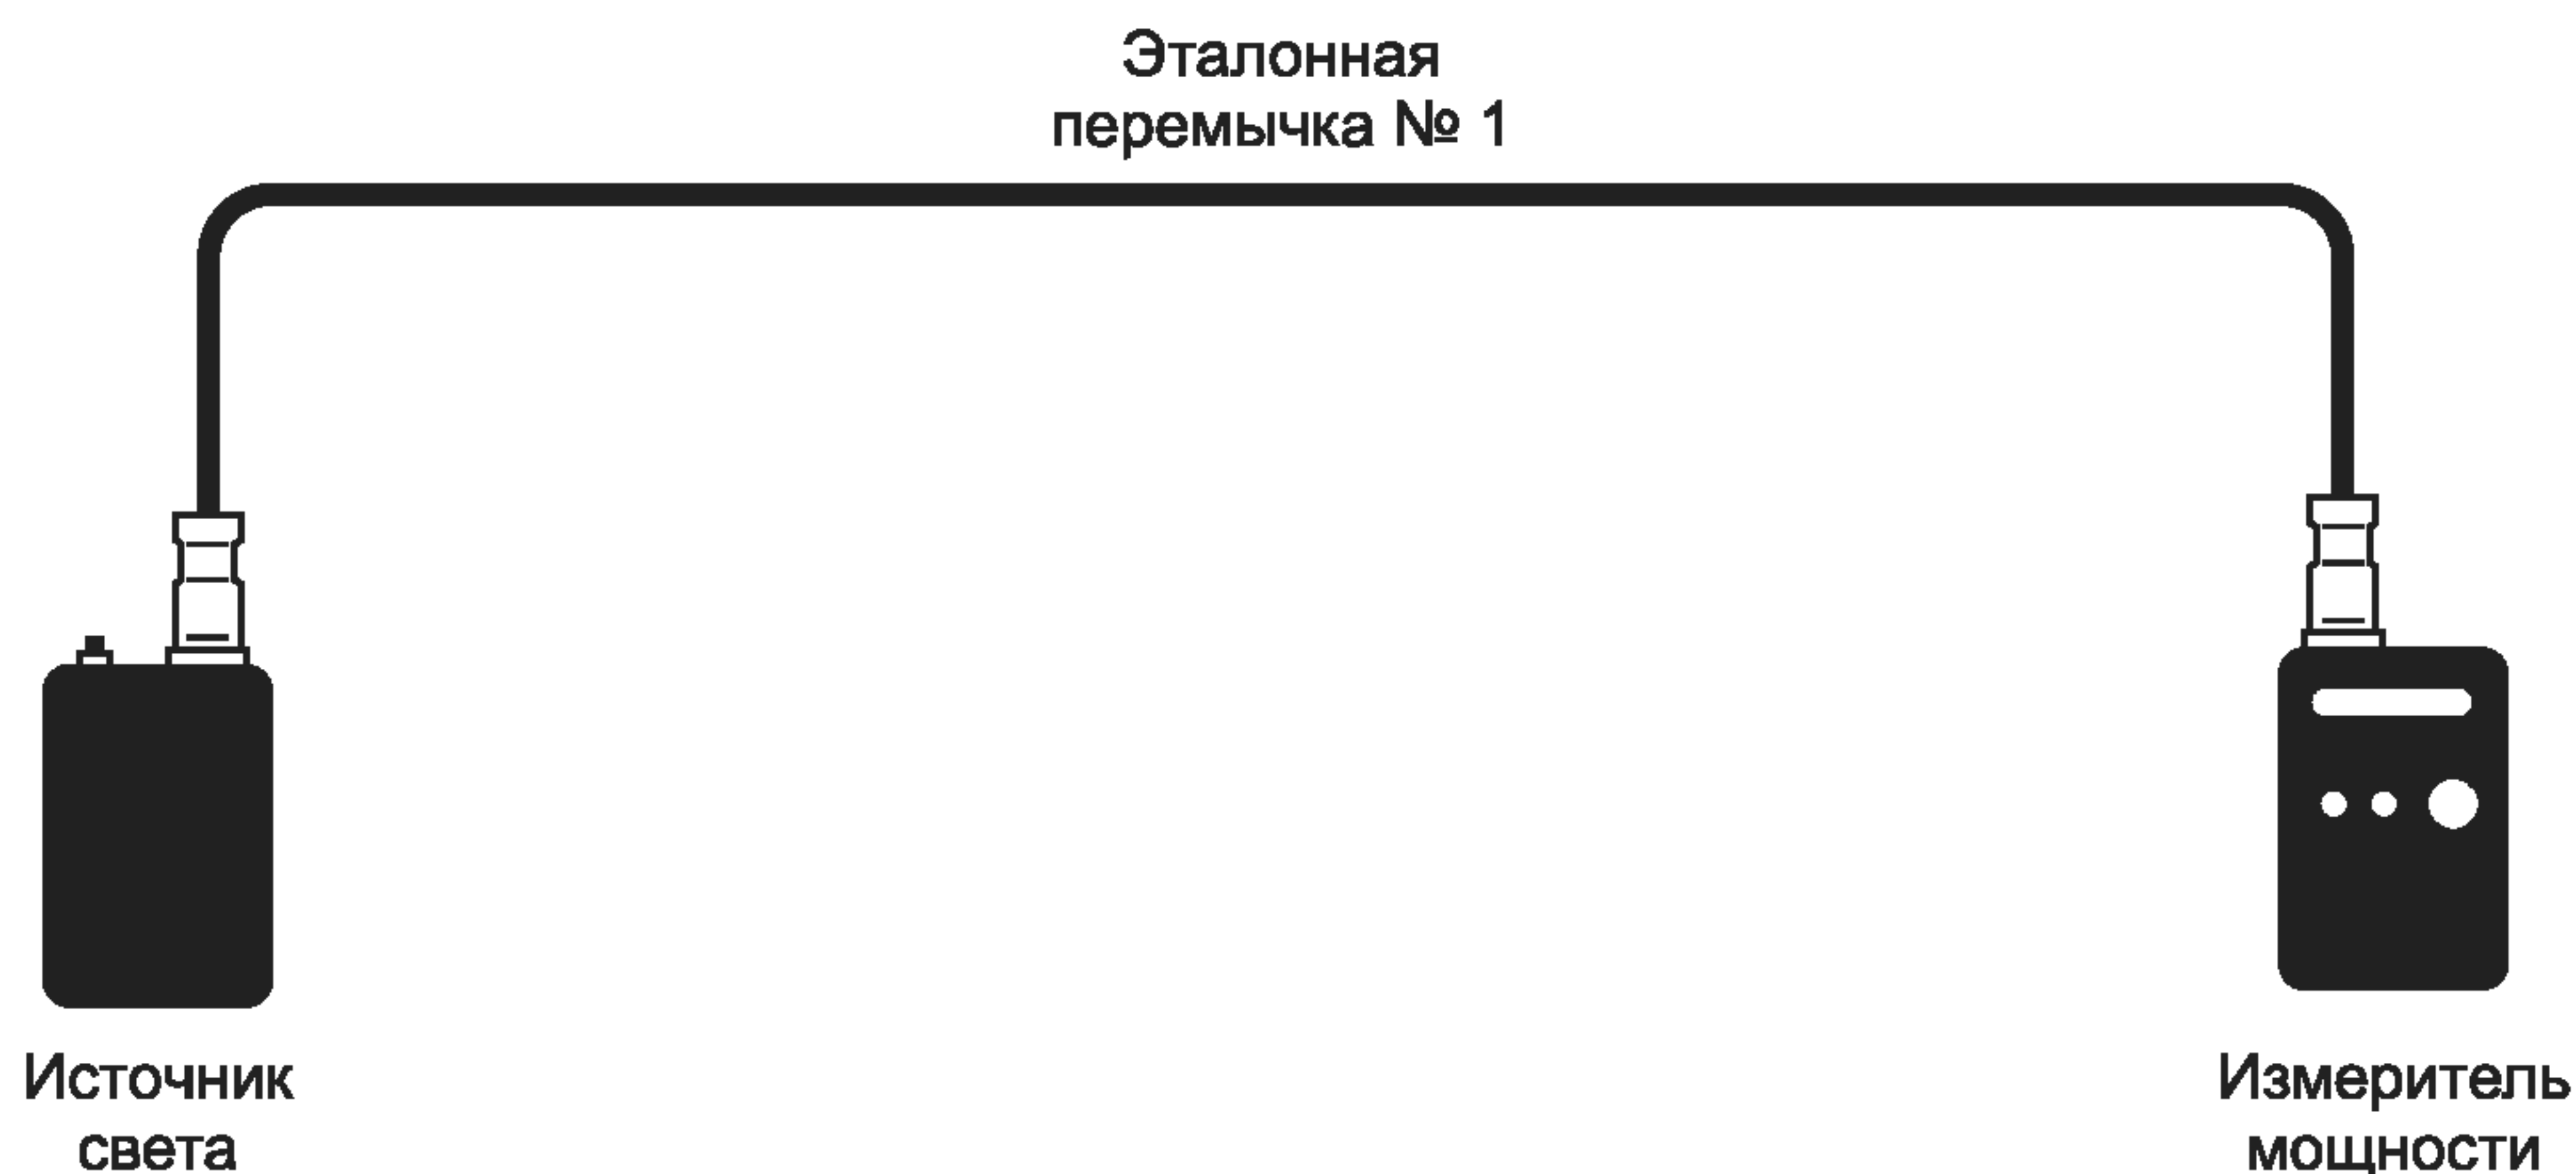 Эталонная
перемычка № 1
Источник
света
Измеритель
мощности